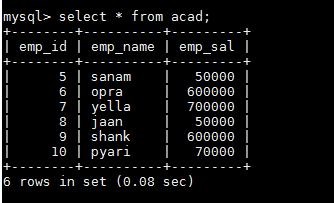 mysql> select * from acad;
+--------+----------+---------+
| emp_id | emp_name | emp_sal |
+--------+----------+---------+
|      5 | sanam    |   50000 |
|      6 | opra     |  600000 |
|      7 | yella    |  700000 |
|      8 | jaan     |   50000 |
|      9 | shank    |  600000 |
|     10 | pyari    |   70000 |
+--------+----------+---------+
6 rows in set (0.08 sec)